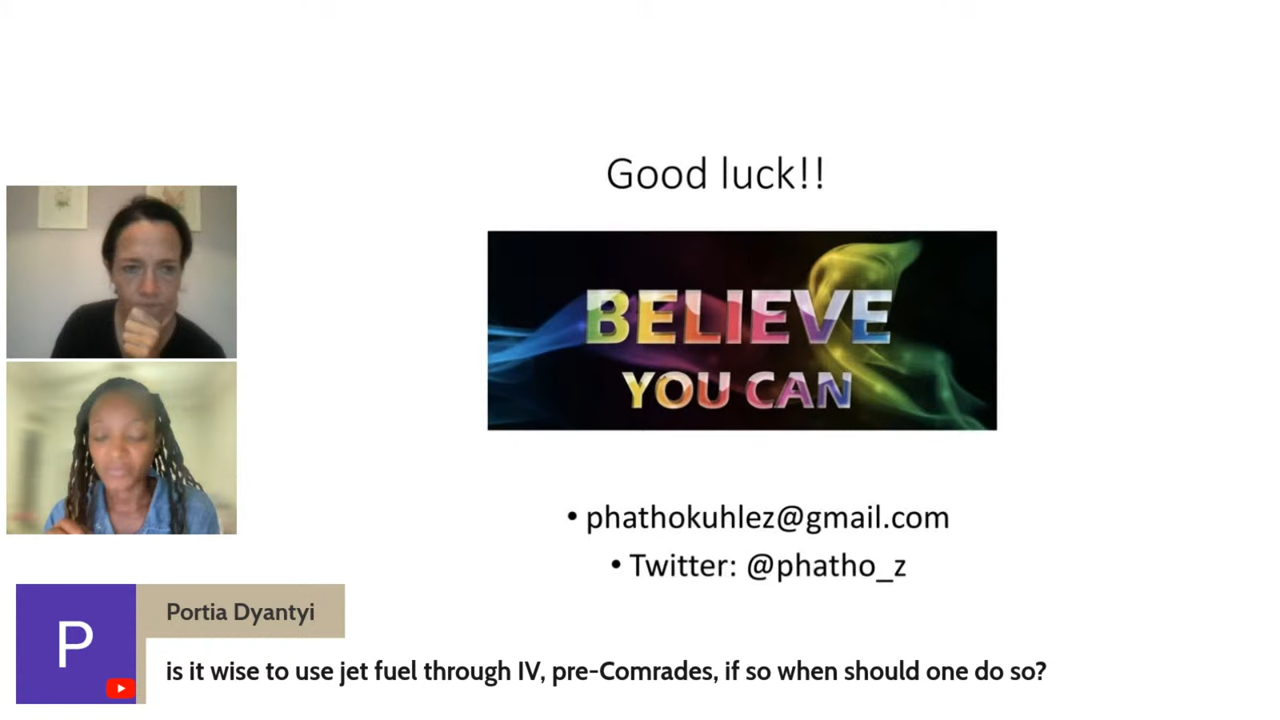 Good luck!!
BELIEVE
YOU CAN
• phathokuhlez@gmail.com
• Twitter: @phatho_z
P
Portia Dyantyi
is it wise to use jet fuel through IV, pre-Comrades, if so when should one do so?